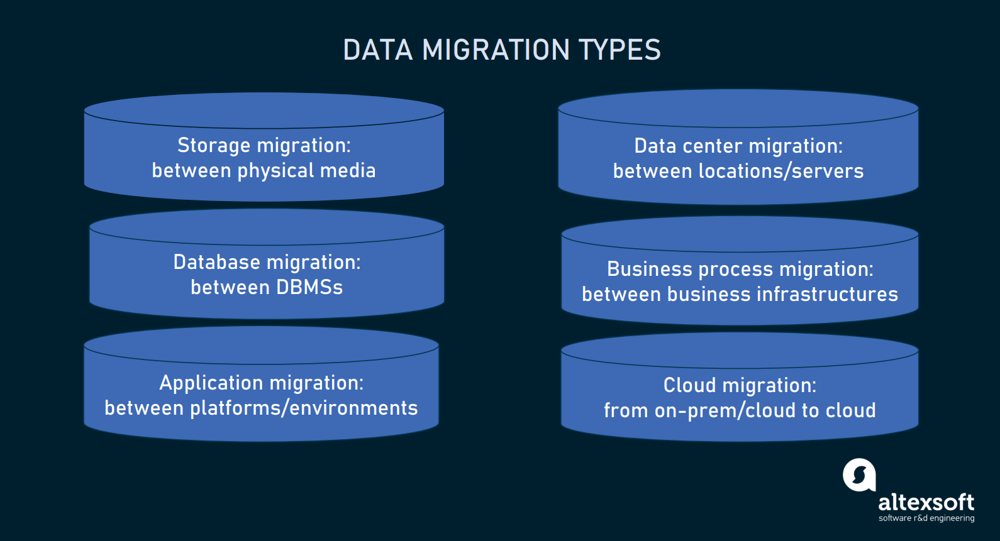 DATA MIGRATION TYPES
Storage migration:
between physical media
Database migration:
between DBMSs
Application migration:
between platforms/environments
Data center migration:
between locations/servers
Business process migration:
between business infrastructures
Cloud migration:
from on-prem/cloud to cloud
altexsoft
software r&d engineering